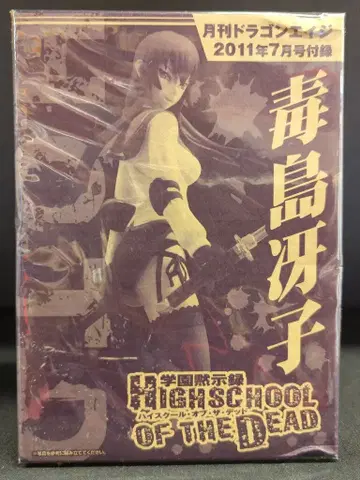 月刊ドラゴンエイジ
2011年7月号付録
毒島冴子
学園黙示録
HIGHSCHOOL
ハイスクール・オブ・ザ・デッド
OF THE DEAD